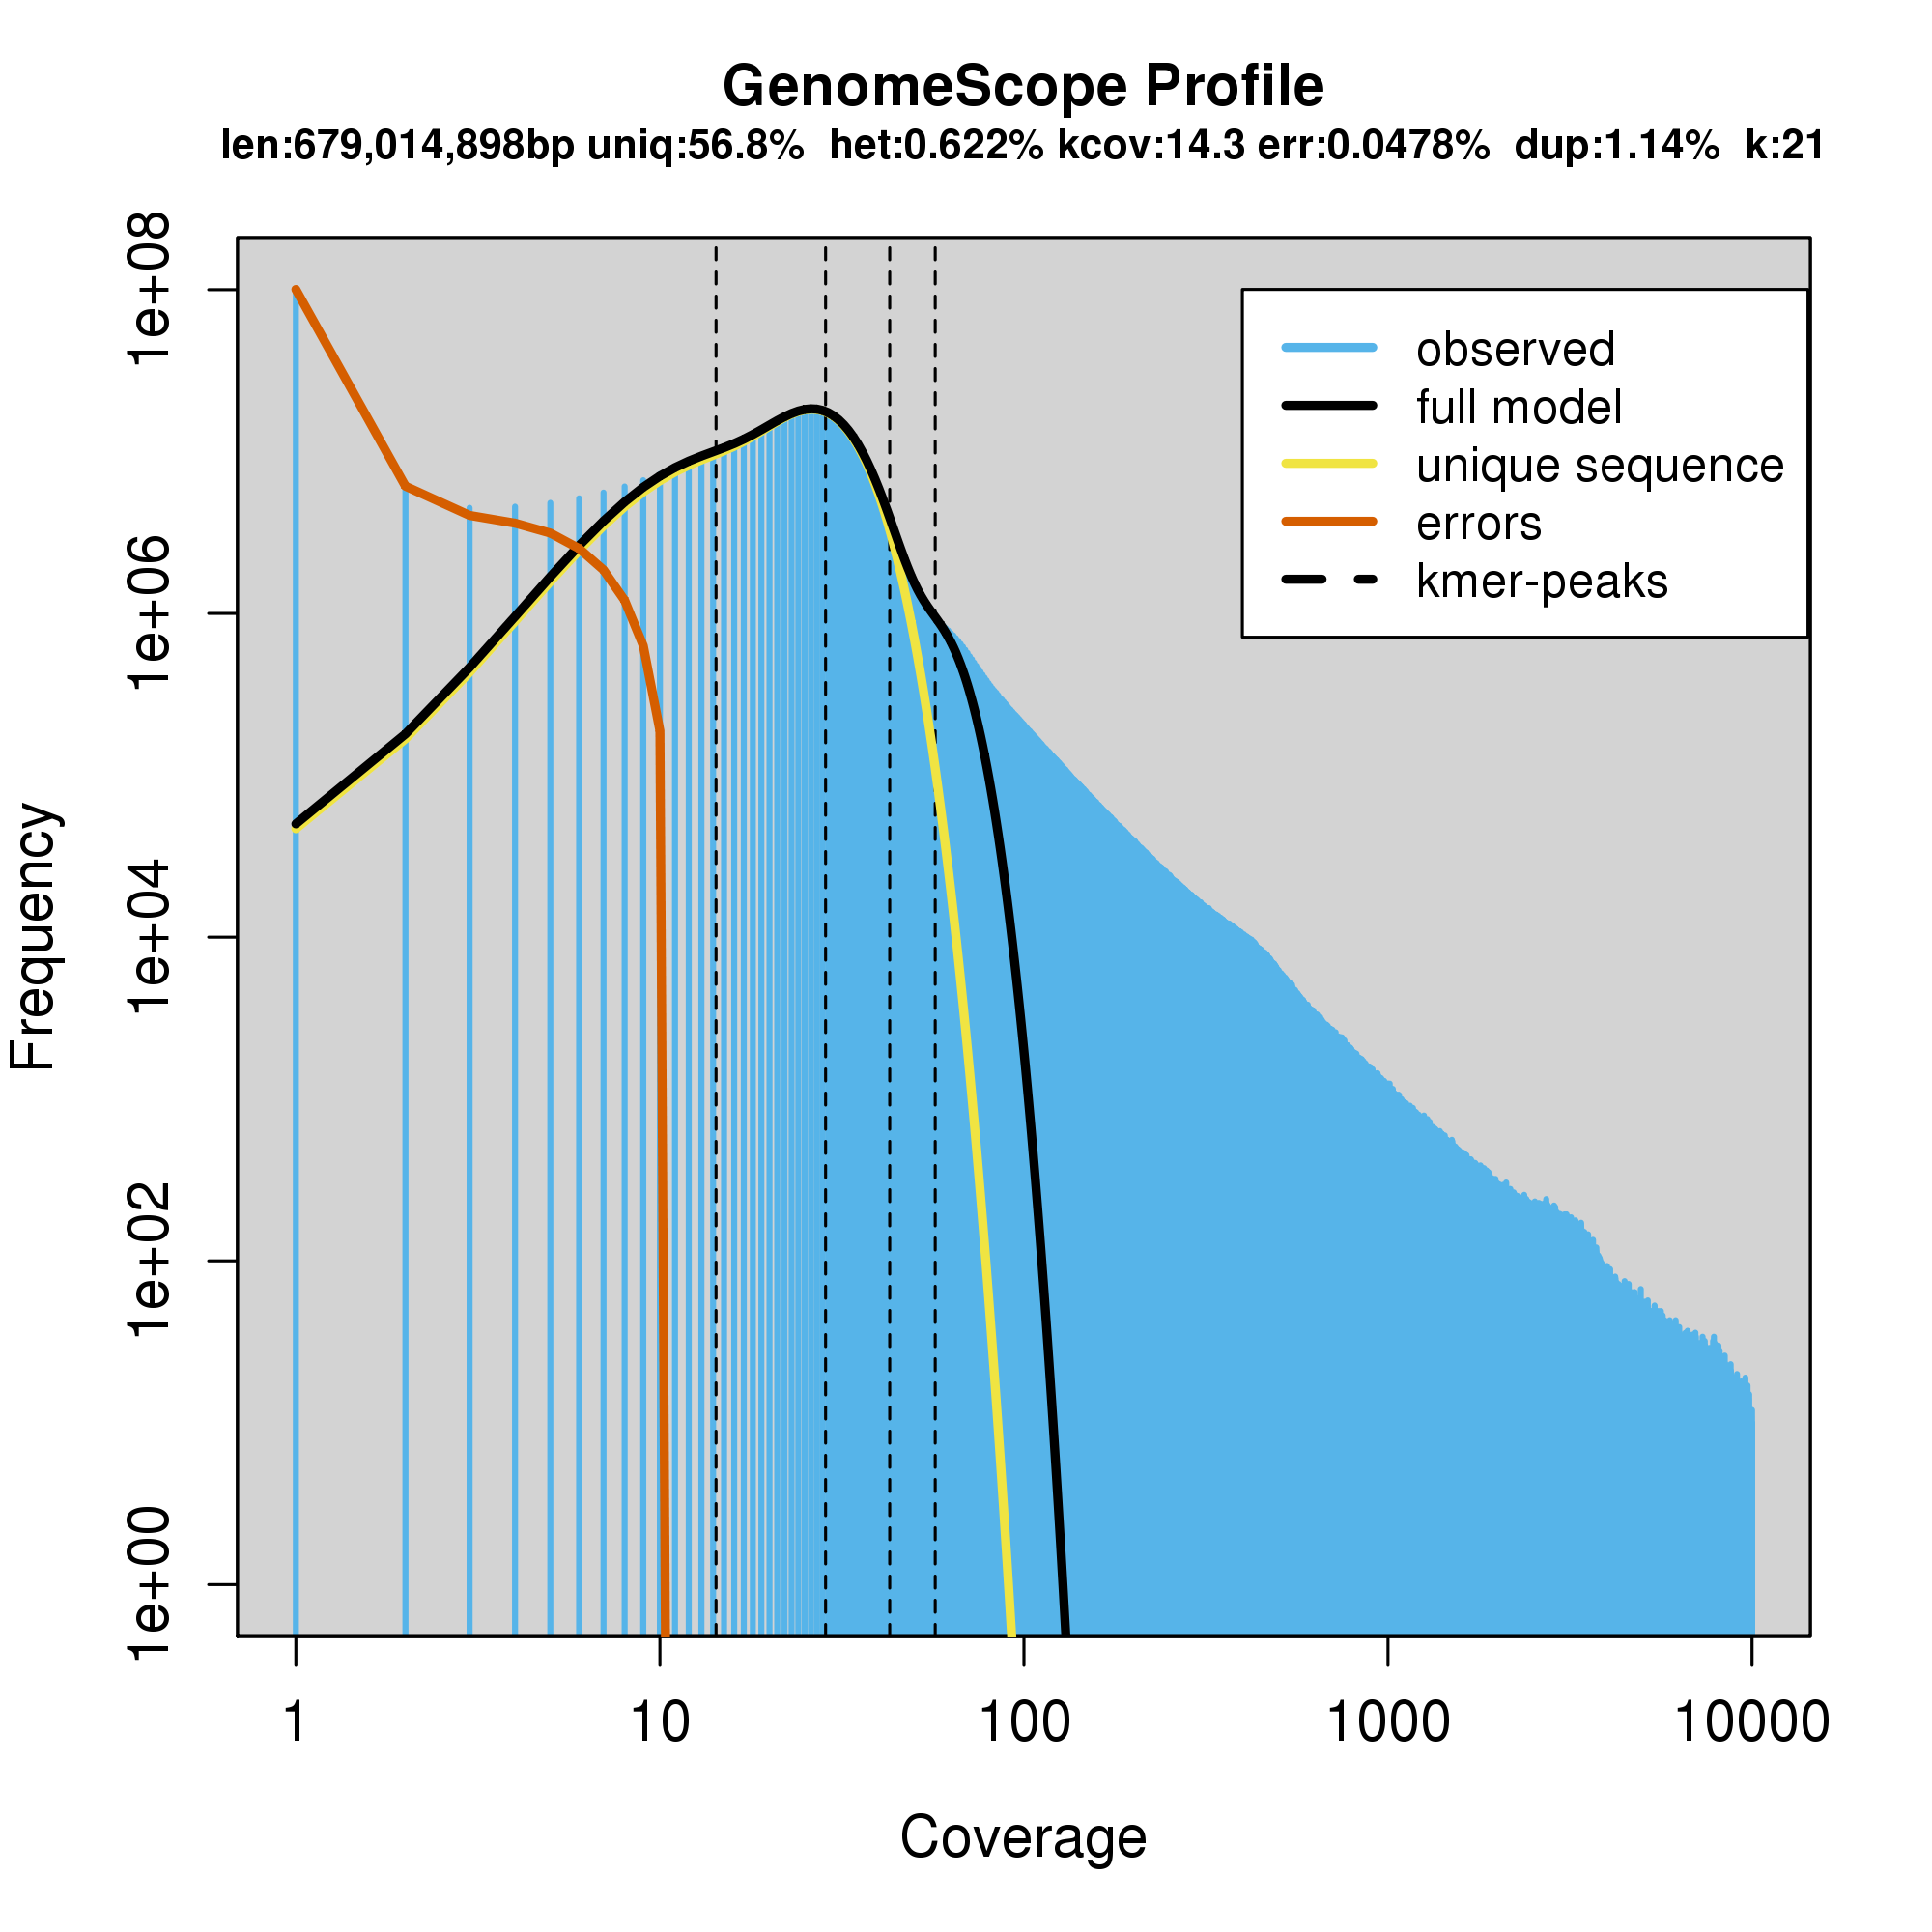 GenomeScope Profile
len:679,014,898bp uniq:56.8% het:0.622% kcov:14.3 err:0.0478% dup:1.14% k:21
Frequency
1e+08
1e+06
1e+04
1e+02
1e+00
observed
full model
unique sequence
errors
kmer-peaks
1 10 100 1000 10000
Coverage